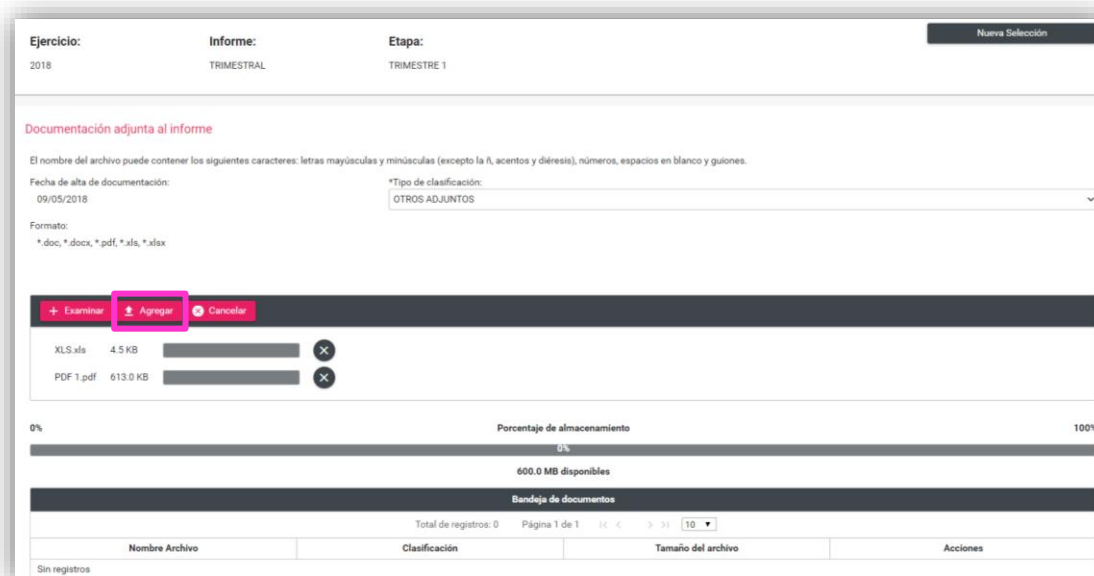 Nueva Selección
Ejercicio: Informe: Etapa:
2018 TRIMESTRAL TRIMESTRE 1
Documentación adjunta al informe
El nombre del archivo puede contener los siguientes caracteres: letras mayúsculas y minúsculas (excepto la ñ, acentos y diéresis), números, espacios en blanco y guiones.
Fecha de alta de documentación: *Tipo de clasificación:
09/05/2018 OTROS ADJUNTOS
Formato:
*.doc, *.docx, *.pdf, *.xls, *.xlsx
+ Examinar Agregar Cancelar
XLS.xls 4.5 KB
PDF 1.pdf 613.0 KB
0% Porcentaje de almacenamiento 100%
0%
600.0 MB disponibles
Bandeja de documentos
Total de registros: 0 Página 1 de 1 10
Nombre Archivo Clasificación Tamaño del archivo Acciones
Sin registros